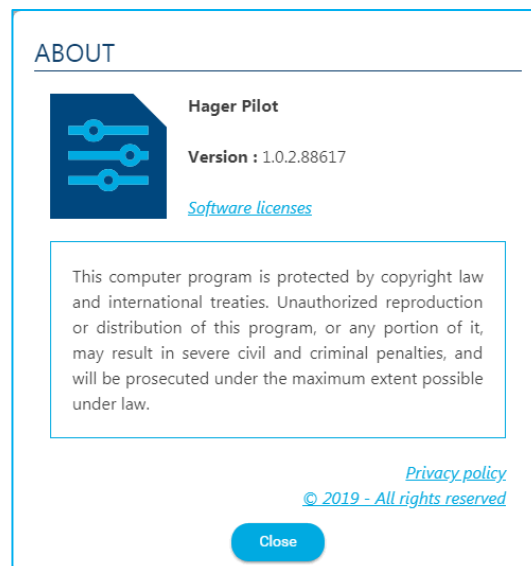 ABOUT
Hager Pilot
Version : 1.0.2.88617
Software licenses
This computer program is protected by copyright law
and international treaties. Unauthorized reproduction
or distribution of this program, or any portion of it,
may result in severe civil and criminal penalties, and
will be prosecuted under the maximum extent possible
under law.
Privacy policy
© 2019 - All rights reserved
Close